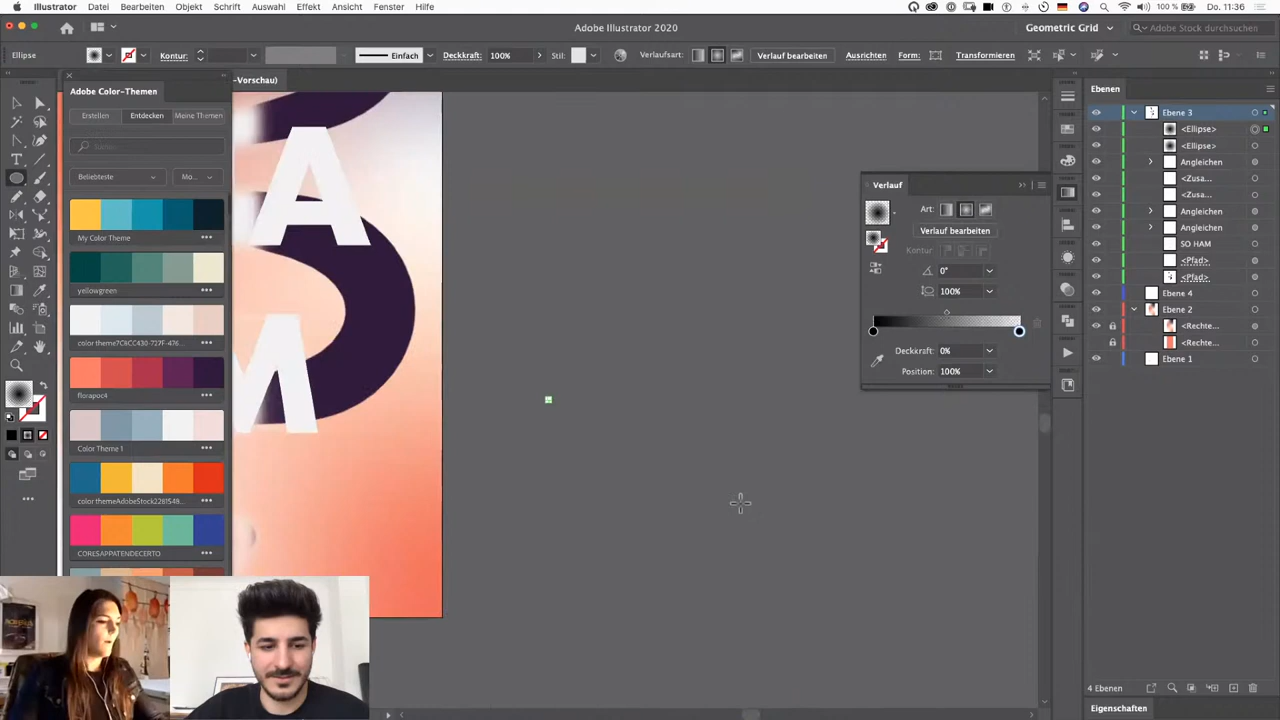 Illustrator Datei Bearbeiten Objekt Schrift Auswahl Effekt Ansicht Fenster Hilfe 100 % Do. 11:36
Adobe Illustrator 2020 Geometric Grid Adobe Stock durchsuchen
Ellipse Kontur: Einfach Deckkraft: 100% Stil: Verlaufsart: Verlauf bearbeiten Ausrichten Form: Transformieren
-Vorschau)
Adobe Color-Themen
Erstellen Entdecken Meine Themen
Suchen
Beliebteste Mo...
My Color Theme
yellowgreen
color theme7C8CC430-727F-476...
florapoc4
Color Theme 1
color themeAdobeStock2281548...
CORESAPPATENDECERTO
A
M
Verlauf
Art:
Verlauf bearbeiten
Kontur
0°
100%
Deckkraft: 0%
Position: 100%
Ebenen
Ebene 3
<Ellipse>
<Ellipse>
Angleichen
<Zusa...
<Zusa...
Angleichen
Angleichen
SO HAM
<Pfad>
<Pfad>
Ebene 4
Ebene 2
<Rechte...
<Rechte...
Ebene 1
4 Ebenen
Eigenschaften